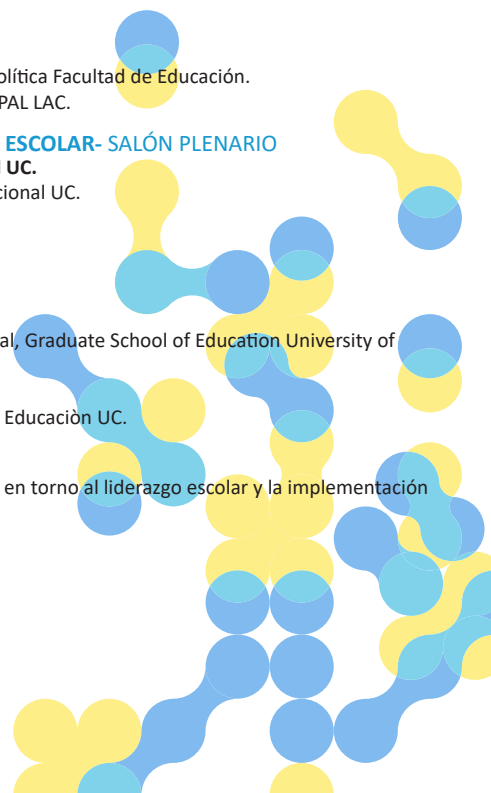 olítica Facultad de Educación.
PAL LAC.
ESCOLAR- SALÓN PLENARIO
UC.
cional UC.
al, Graduate School of Education University of
Educaciòn UC.
en torno al liderazgo escolar y la implementación